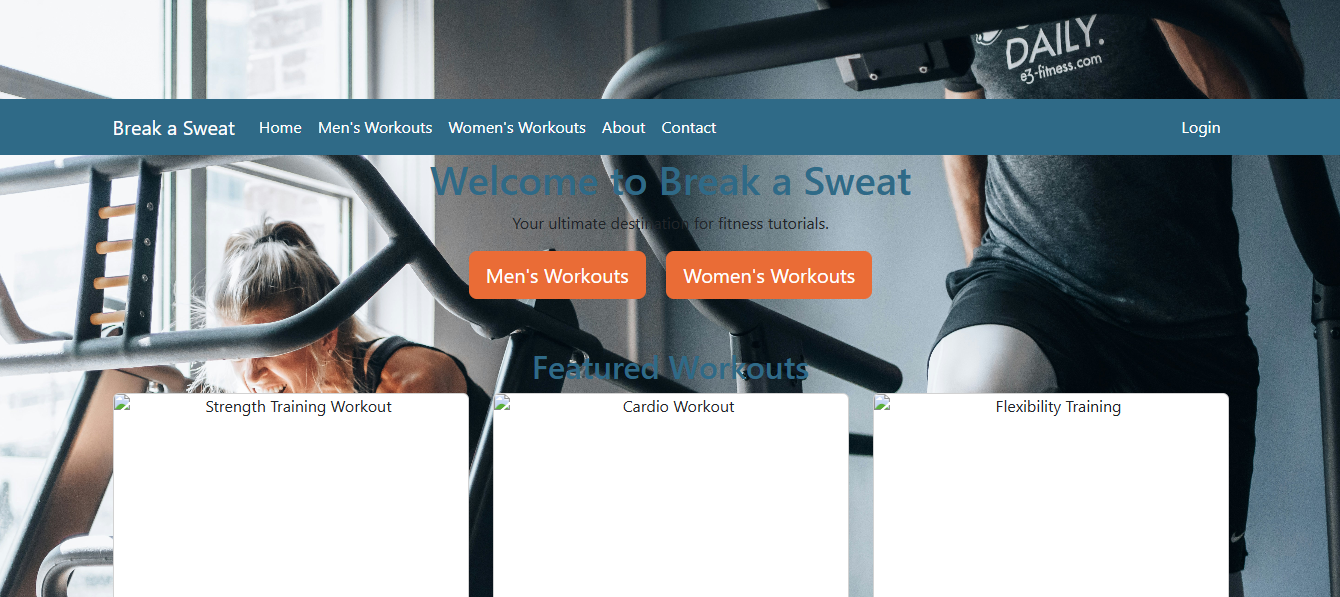 DAILY.
e3-fitness.com
Break a Sweat Home Men's Workouts Women's Workouts About Contact Login
Welcome to Break a Sweat
Your ultimate destination for fitness tutorials.
Men's Workouts Women's Workouts
Featured Workouts
Strength Training Workout Cardio Workout Flexibility Training